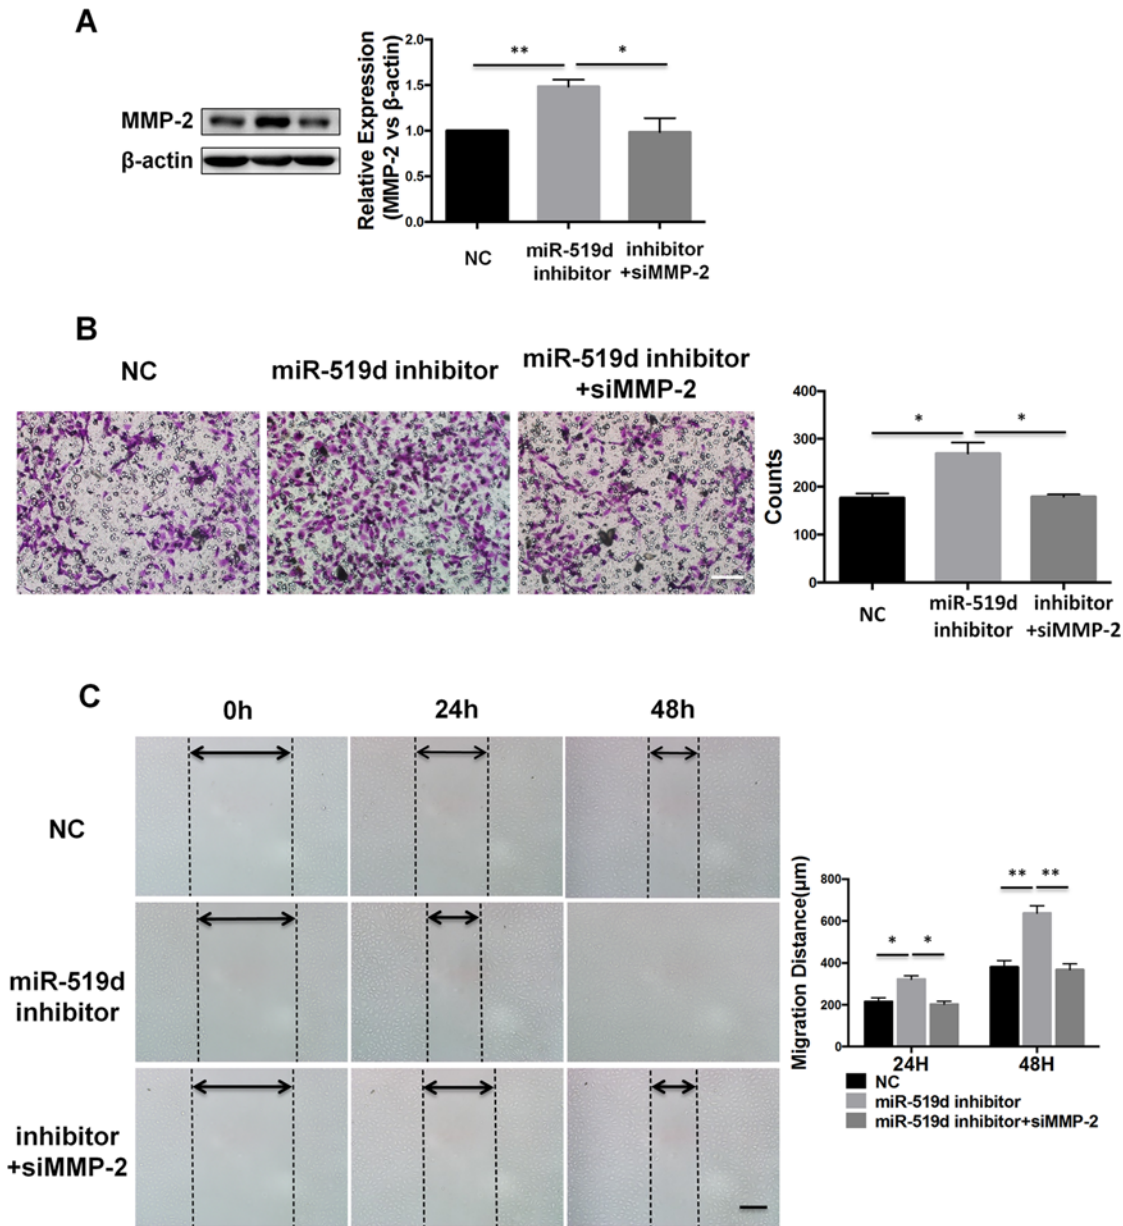 A
MMP-2
β-actin
Relative Expression
(MMP-2 vs β-actin)
2.0
1.5
1.0
0.5
0.0
**
*
NC
miR-519d
inhibitor
inhibitor
+siMMP-2
B
NC
miR-519d inhibitor
miR-519d inhibitor
+siMMP-2
Counts
400
300
200
100
0
*
*
NC
miR-519d
inhibitor
inhibitor
+siMMP-2
C
0h
24h
48h
NC
miR-519d
inhibitor
inhibitor
+siMMP-2
Migration Distance(μm)
800
600
400
200
0
*
*
**
**
24H
48H
NC
miR-519d inhibitor
miR-519d inhibitor+siMMP-2